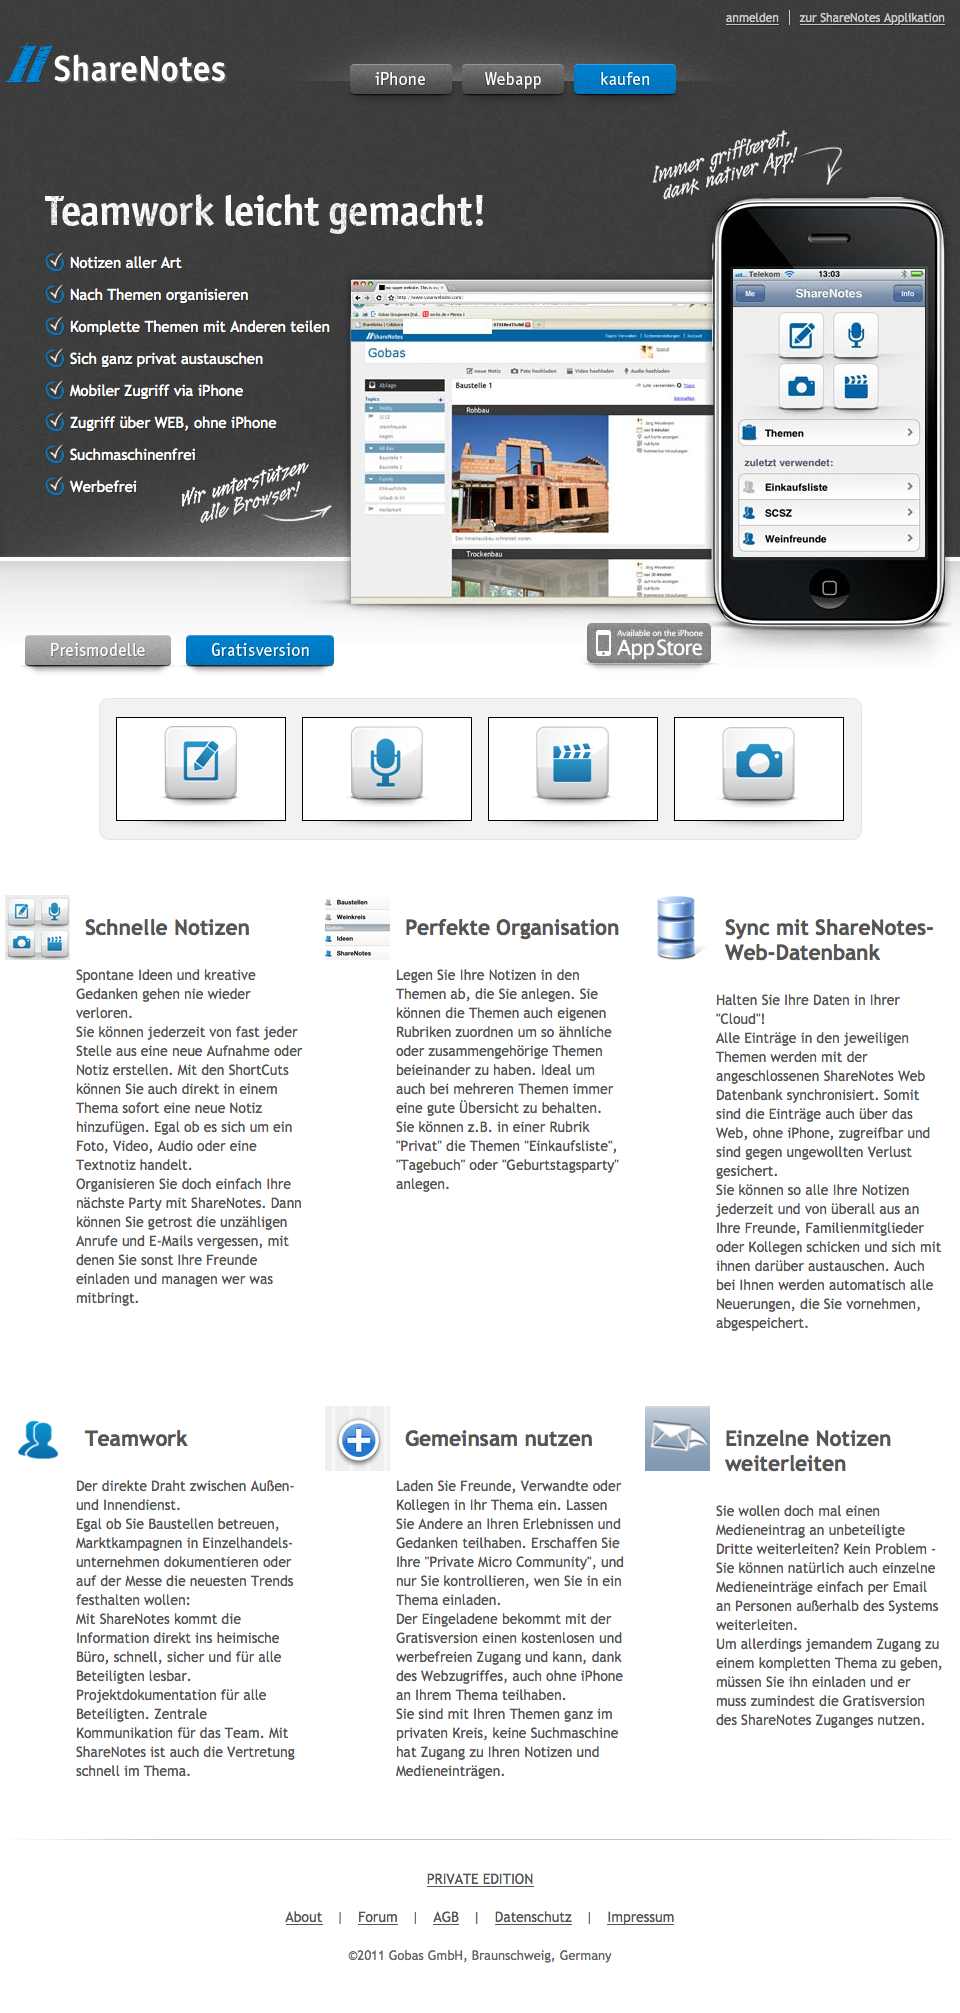 anmelden | zur ShareNotes Applikation
ShareNotes
iPhone
Webapp
kaufen
Immer griffbereit,
dank nativer App!
Teamwork leicht gemacht!
Notizen aller Art
Nach Themen organisieren
Komplette Themen mit Anderen teilen
Sich ganz privat austauschen
Mobiler Zugriff via iPhone
Zugriff über WEB, ohne iPhone
Suchmaschinenfrei
Werbefrei
Wir unterstützen
alle Browser!
ShareNotes
Gobas
neue Notiz
Foto hochladen
Video hochladen
Audio hochladen
Ablage
Topics
Baustelle 1
Link verwenden
Topic
Verwalten
Rohbau
Der Innenausbau schreitet voran.
Trockenbau
Telekom
13:03
Me
ShareNotes
Info
Themen
zuletzt verwendet:
Einkaufsliste
SCSZ
Weinfreunde
Preismodelle
Gratisversion
Available on the iPhone
App Store
Schnelle Notizen
Spontane Ideen und kreative
Gedanken gehen nie wieder
verloren.
Sie können jederzeit von fast jeder
Stelle aus eine neue Aufnahme oder
Notiz erstellen. Mit den ShortCuts
können Sie auch direkt in einem
Thema sofort eine neue Notiz
hinzufügen. Egal ob es sich um ein
Foto, Video, Audio oder eine
Textnotiz handelt.
Organisieren Sie doch einfach Ihre
nächste Party mit ShareNotes. Dann
können Sie getrost die unzähligen
Anrufe und E-Mails vergessen, mit
denen Sie sonst Ihre Freunde
einladen und managen wer was
mitbringt.
Baustellen
Weinkreis
Gobas
Ideen
ShareNotes
Perfekte Organisation
Legen Sie Ihre Notizen in den
Themen ab, die Sie anlegen. Sie
können die Themen auch eigenen
Rubriken zuordnen um so ähnliche
oder zusammengehörige Themen
beieinander zu haben. Ideal um
auch bei mehreren Themen immer
eine gute Übersicht zu behalten.
Sie können z.B. in einer Rubrik
"Privat" die Themen "Einkaufsliste",
"Tagebuch" oder "Geburtstagsparty"
anlegen.
Sync mit ShareNotes-
Web-Datenbank
Halten Sie Ihre Daten in Ihrer
"Cloud"!
Alle Einträge in den jeweiligen
Themen werden mit der
angeschlossenen ShareNotes Web
Datenbank synchronisiert. Somit
sind die Einträge auch über das
Web, ohne iPhone, zugreifbar und
sind gegen ungewollten Verlust
gesichert.
Sie können so alle Ihre Notizen
jederzeit und von überall aus an
Ihre Freunde, Familienmitglieder
oder Kollegen schicken und sich mit
ihnen darüber austauschen. Auch
bei Ihnen werden automatisch alle
Neuerungen, die Sie vornehmen,
abgespeichert.
Teamwork
Der direkte Draht zwischen Außen-
und Innendienst.
Egal ob Sie Baustellen betreuen,
Marktkampagnen in Einzelhandels-
unternehmen dokumentieren oder
auf der Messe die neuesten Trends
festhalten wollen:
Mit ShareNotes kommt die
Information direkt ins heimische
Büro, schnell, sicher und für alle
Beteiligten lesbar.
Projektdokumentation für alle
Beteiligten. Zentrale
Kommunikation für das Team. Mit
ShareNotes ist auch die Vertretung
schnell im Thema.
Gemeinsam nutzen
Laden Sie Freunde, Verwandte oder
Kollegen in Ihr Thema ein. Lassen
Sie Andere an Ihren Erlebnissen und
Gedanken teilhaben. Erschaffen Sie
Ihre "Private Micro Community", und
nur Sie kontrollieren, wen Sie in ein
Thema einladen.
Der Eingeladene bekommt mit der
Gratisversion einen kostenlosen und
werbefreien Zugang und kann, dank
des Webzugriffes, auch ohne iPhone
an Ihrem Thema teilhaben.
Sie sind mit Ihren Themen ganz im
privaten Kreis, keine Suchmaschine
hat Zugang zu Ihren Notizen und
Medieneinträgen.
Einzelne Notizen
weiterleiten
Sie wollen doch mal einen
Medieneintrag an unbeteiligte
Dritte weiterleiten? Kein Problem -
Sie können natürlich auch einzelne
Medieneinträge einfach per Email
an Personen außerhalb des Systems
weiterleiten.
Um allerdings jemandem Zugang zu
einem kompletten Thema zu geben,
müssen Sie ihn einladen und er
muss zumindest die Gratisversion
des ShareNotes Zuganges nutzen.
PRIVATE EDITION
About | Forum | AGB | Datenschutz | Impressum
©2011 Gobas GmbH, Braunschweig, Germany